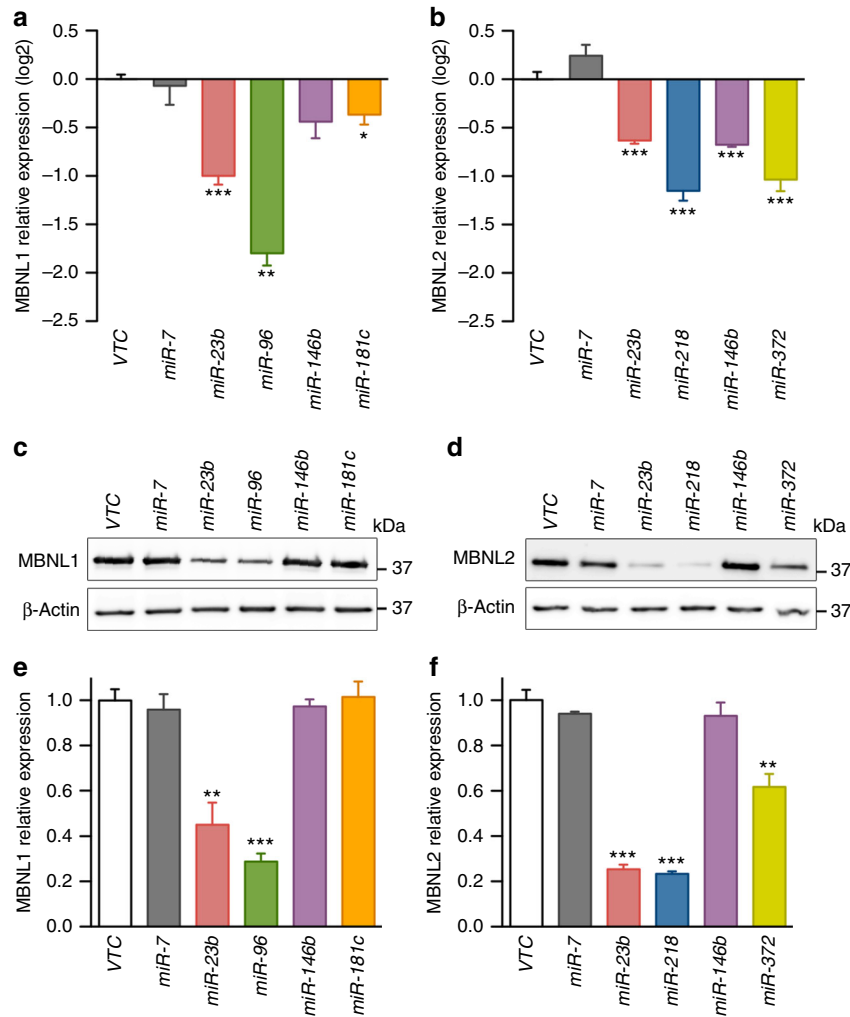 a
MBNL1 relative expression (log2)
0.5
0.0
–0.5
–1.0
–1.5
–2.0
–2.5
***
**
*
VTC
miR-7
miR-23b
miR-96
miR-146b
miR-181c
b
MBNL2 relative expression (log2)
0.5
0.0
–0.5
–1.0
–1.5
–2.0
–2.5
***
***
***
***
VTC
miR-7
miR-23b
miR-218
miR-146b
miR-372
c
VTC
miR-7
miR-23b
miR-96
miR-146b
miR-181c
kDa
MBNL1
37
β-Actin
37
d
VTC
miR-7
miR-23b
miR-218
miR-146b
miR-372
kDa
MBNL2
37
β-Actin
37
e
MBNL1 relative expression
1.0
0.8
0.6
0.4
0.2
0.0
**
***
VTC
miR-7
miR-23b
miR-96
miR-146b
miR-181c
f
MBNL2 relative expression
1.0
0.8
0.6
0.4
0.2
0.0
***
***
**
VTC
miR-7
miR-23b
miR-218
miR-146b
miR-372